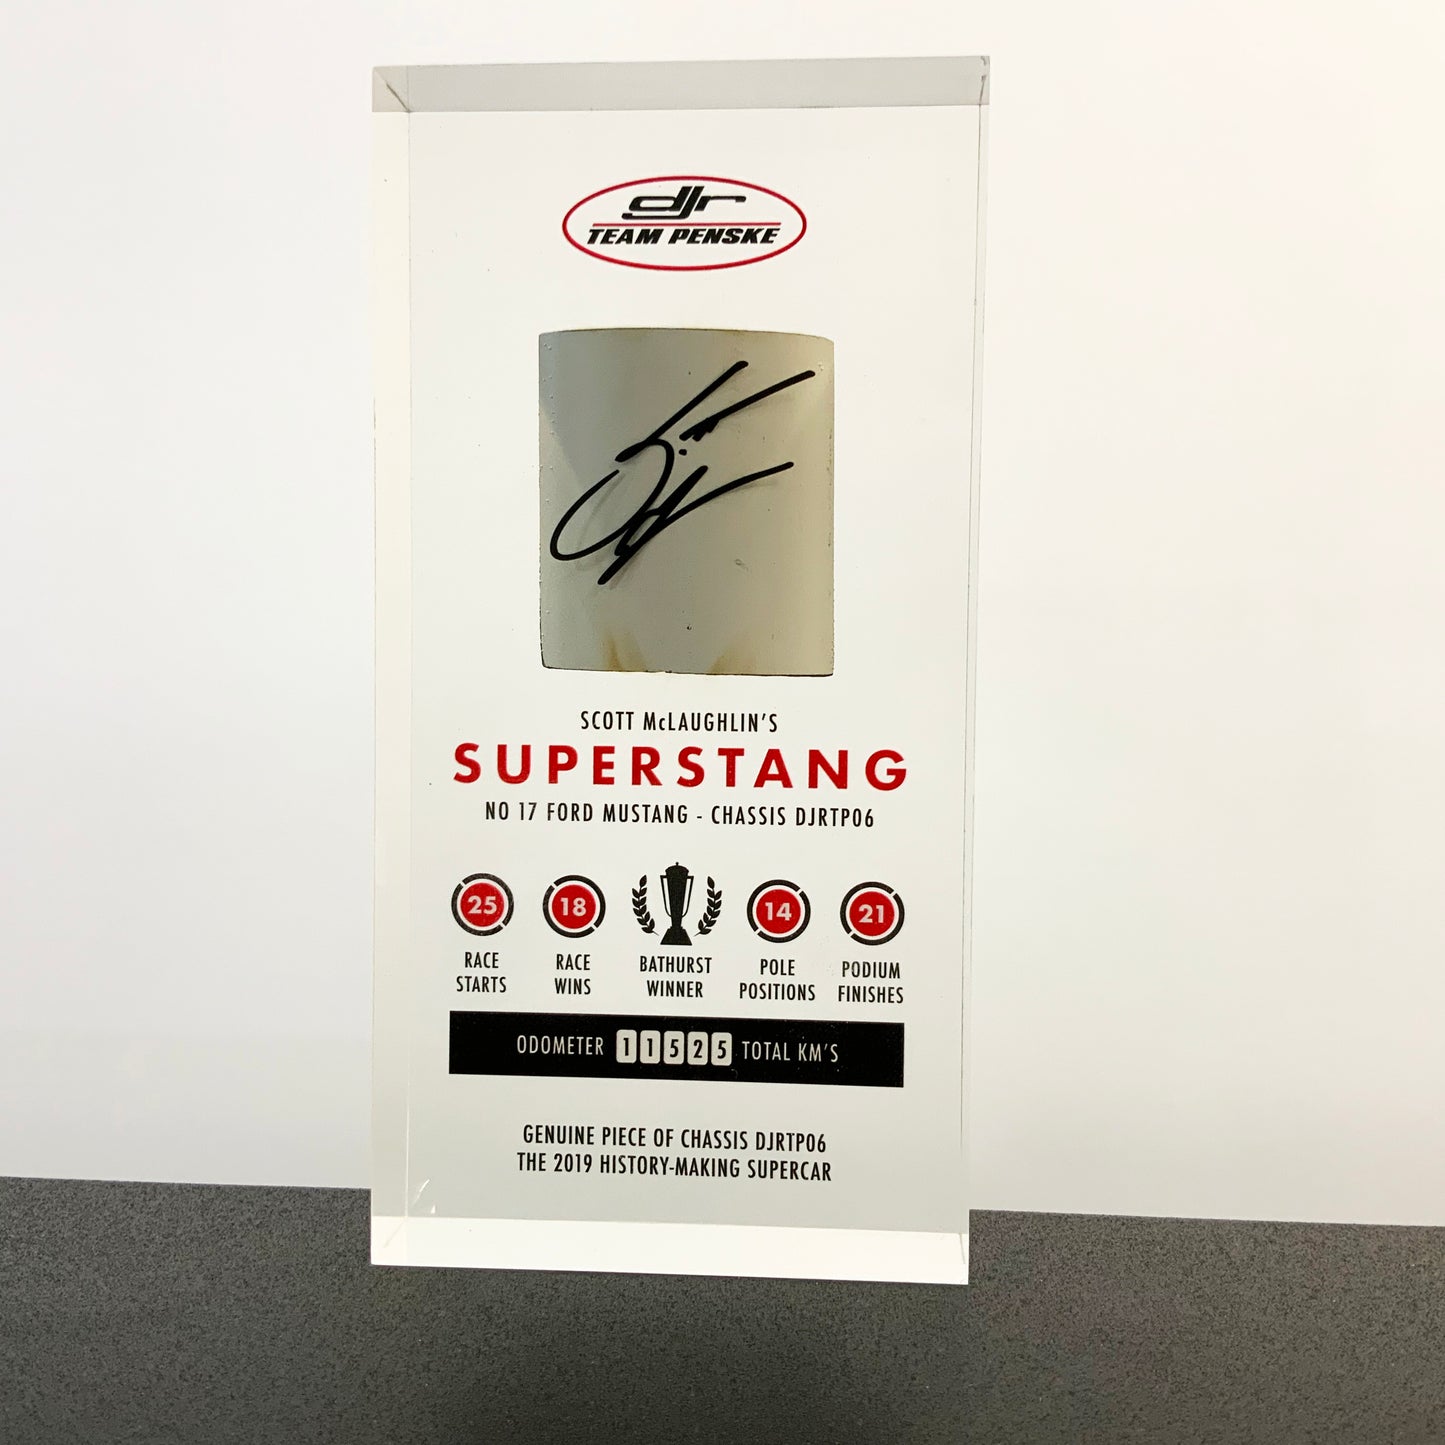 djr
TEAM PENSKE
SCOTT McLAUGHLIN'S
SUPERSTANG
NO 17 FORD MUSTANG - CHASSIS DJRTP06
25
RACE
STARTS
18
RACE
WINS
BATHURST
WINNER
14
POLE
POSITIONS
21
PODIUM
FINISHES
ODOMETER 11525 TOTAL KM'S
GENUINE PIECE OF CHASSIS DJRTP06
THE 2019 HISTORY-MAKING SUPERCAR